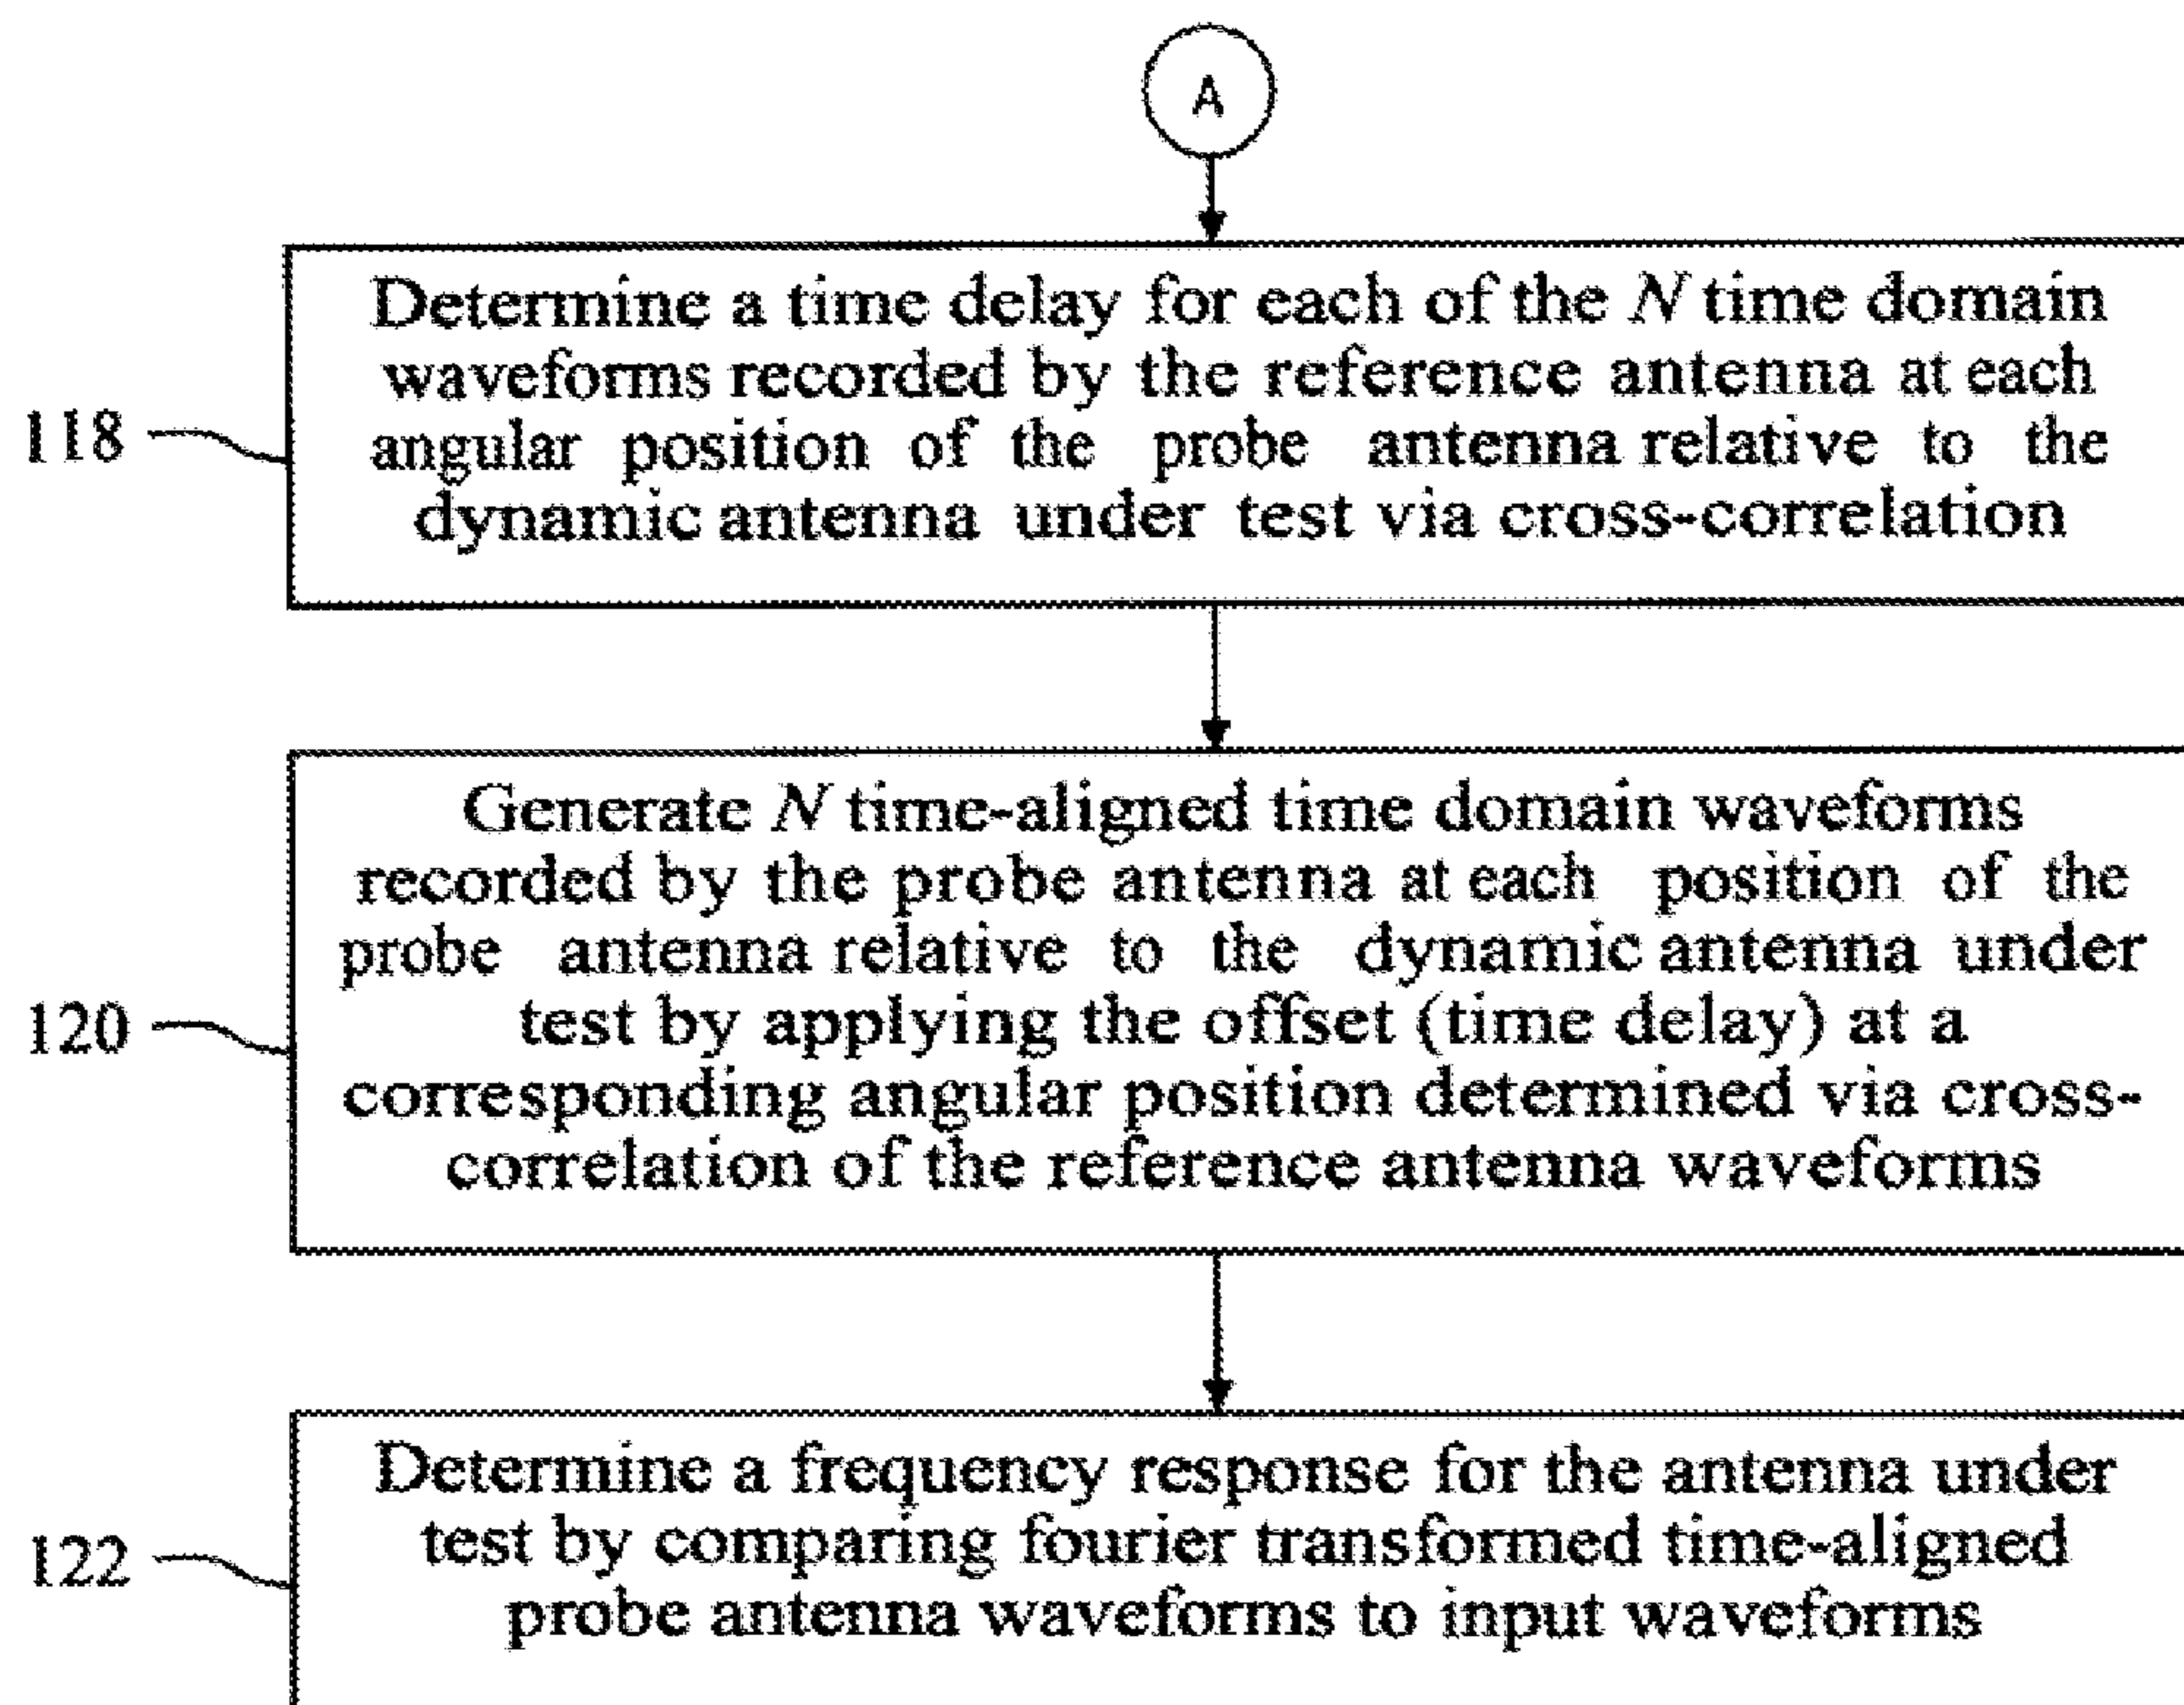 A
Determine a time delay for each of the N time domain
waveforms recorded by the reference antenna at each
angular position of the probe antenna relative to the
dynamic antenna under test via cross-correlation
118
Generate N time-aligned time domain waveforms
recorded by the probe antenna at each position of the
probe antenna relative to the dynamic antenna under
test by applying the offset (time delay) at a
corresponding angular position determined via cross-
correlation of the reference antenna waveforms
120
Determine a frequency response for the antenna under
test by comparing fourier transformed time-aligned
probe antenna waveforms to input waveforms
122